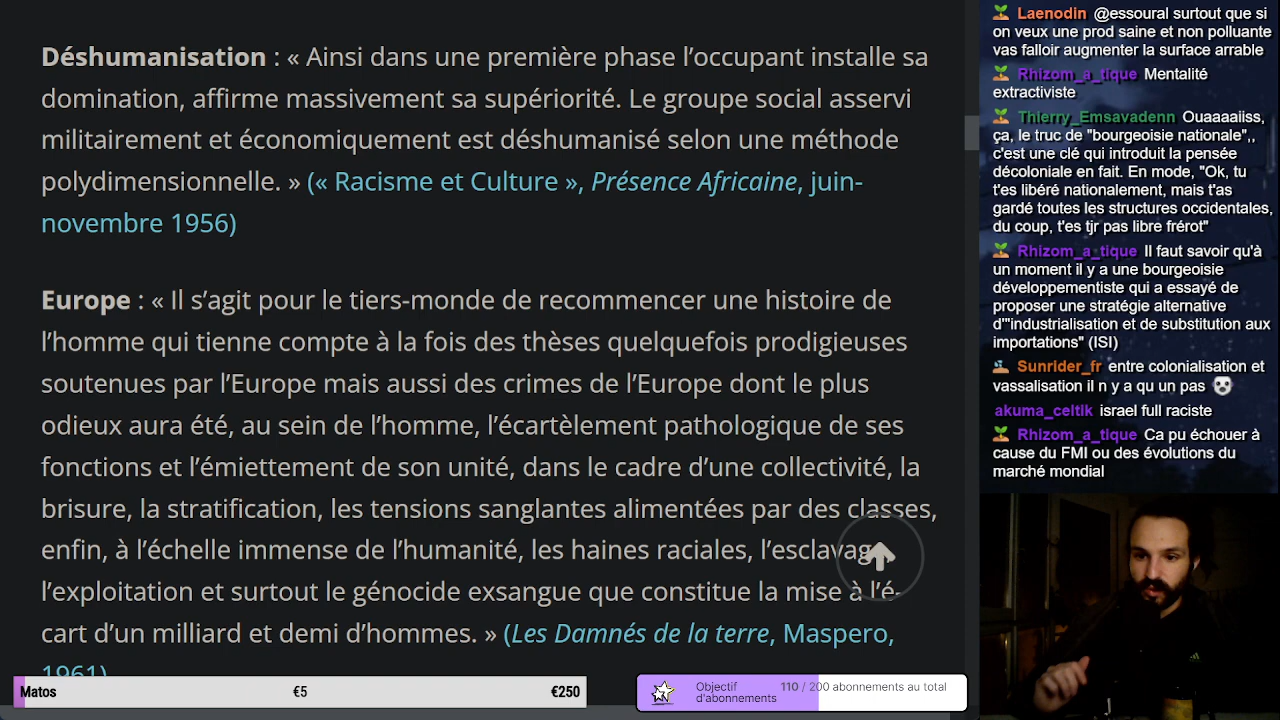 Déshumanisation : « Ainsi dans une première phase l’occupant installe sa
domination, affirme massivement sa supériorité. Le groupe social asservi
militairement et économiquement est déshumanisé selon une méthode
polydimensionnelle. » (« Racisme et Culture », Présence Africaine, juin-
novembre 1956)
Europe : « Il s’agit pour le tiers-monde de recommencer une histoire de
l’homme qui tienne compte à la fois des thèses quelquefois prodigieuses
soutenues par l’Europe mais aussi des crimes de l’Europe dont le plus
odieux aura été, au sein de l’homme, l’écartèlement pathologique de ses
fonctions et l’émiettement de son unité, dans le cadre d’une collectivité, la
brisure, la stratification, les tensions sanglantes alimentées par des classes,
enfin, à l’échelle immense de l’humanité, les haines raciales, l’esclavage,
l’exploitation et surtout le génocide exsangue que constitue la mise à l’é-
cart d’un milliard et demi d’hommes. » (Les Damnés de la terre, Maspero,
1961)
Matos €5 €250
Objectif d'abonnements 110 / 200 abonnements au total
Laenodin @essoural surtout que si
on veux une prod saine et non polluante
vas falloir augmenter la surface arrable
Rhizom_a_tique Mentalité
extractiviste
Thierry_Emsavadenn Ouaaaaiiss,
ça, le truc de "bourgeoisie nationale",,
c'est une clé qui introduit la pensée
décoloniale en fait. En mode, "Ok, tu
t'es libéré nationalement, mais t'as
gardé toutes les structures occidentales,
du coup, t'es tjr pas libre frérot"
Rhizom_a_tique Il faut savoir qu'à
un moment il y a une bourgeoisie
développementiste qui a essayé de
proposer une stratégie alternative
d'"industrialisation et de substitution aux
importations" (ISI)
Sunrider_fr entre colonialisation et
vassalisation il n y a qu un pas
akuma_celtik israel full raciste
Rhizom_a_tique Ca pu échouer à
cause du FMI ou des évolutions du
marché mondial